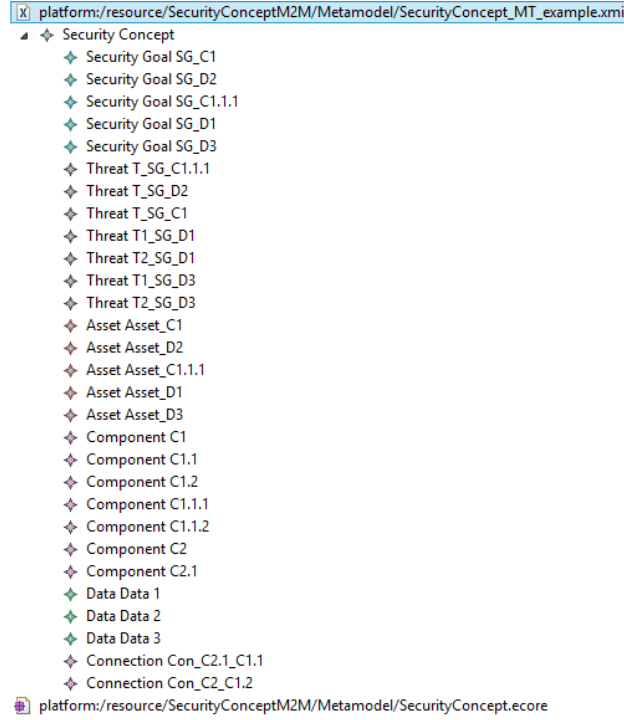 platform:/resource/SecurityConceptM2M/Metamodel/SecurityConcept_MT_example.xmi
Security Concept
Security Goal SG_C1
Security Goal SG_D2
Security Goal SG_C1.1.1
Security Goal SG_D1
Security Goal SG_D3
Threat T_SG_C1.1.1
Threat T_SG_D2
Threat T_SG_C1
Threat T1_SG_D1
Threat T2_SG_D1
Threat T1_SG_D3
Threat T2_SG_D3
Asset Asset_C1
Asset Asset_D2
Asset Asset_C1.1.1
Asset Asset_D1
Asset Asset_D3
Component C1
Component C1.1
Component C1.2
Component C1.1.1
Component C1.1.2
Component C2
Component C2.1
Data Data 1
Data Data 2
Data Data 3
Connection Con_C2.1_C1.1
Connection Con_C2_C1.2
platform:/resource/SecurityConceptM2M/Metamodel/SecurityConcept.ecore